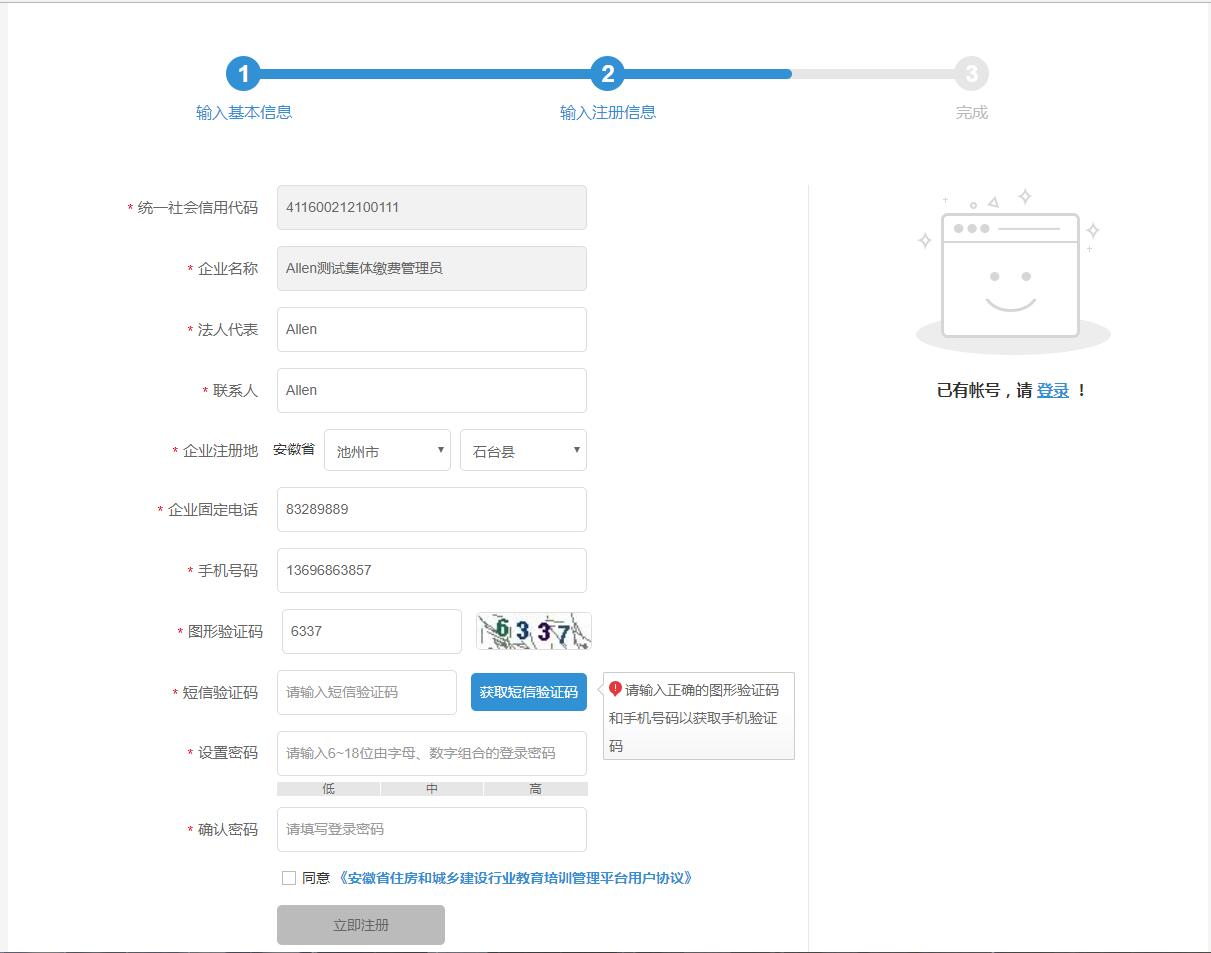 1 2 3
输入基本信息 输入注册信息 完成
* 统一社会信用代码 411600212100111
* 企业名称 Allen测试集体缴费管理员
* 法人代表 Allen
* 联系人 Allen
已有帐号，请 登录 ！
* 企业注册地 安徽省 池州市 石台县
* 企业固定电话 83289889
* 手机号码 13696863857
* 图形验证码 6337 6337
* 短信验证码 请输入短信验证码 获取短信验证码
请输入正确的图形验证码
和手机号码以获取手机验证
码
* 设置密码 请输入6~18位由字母、数字组合的登录密码
低 中 高
* 确认密码 请填写登录密码
同意 《安徽省住房和城乡建设行业教育培训管理平台用户协议》
立即注册